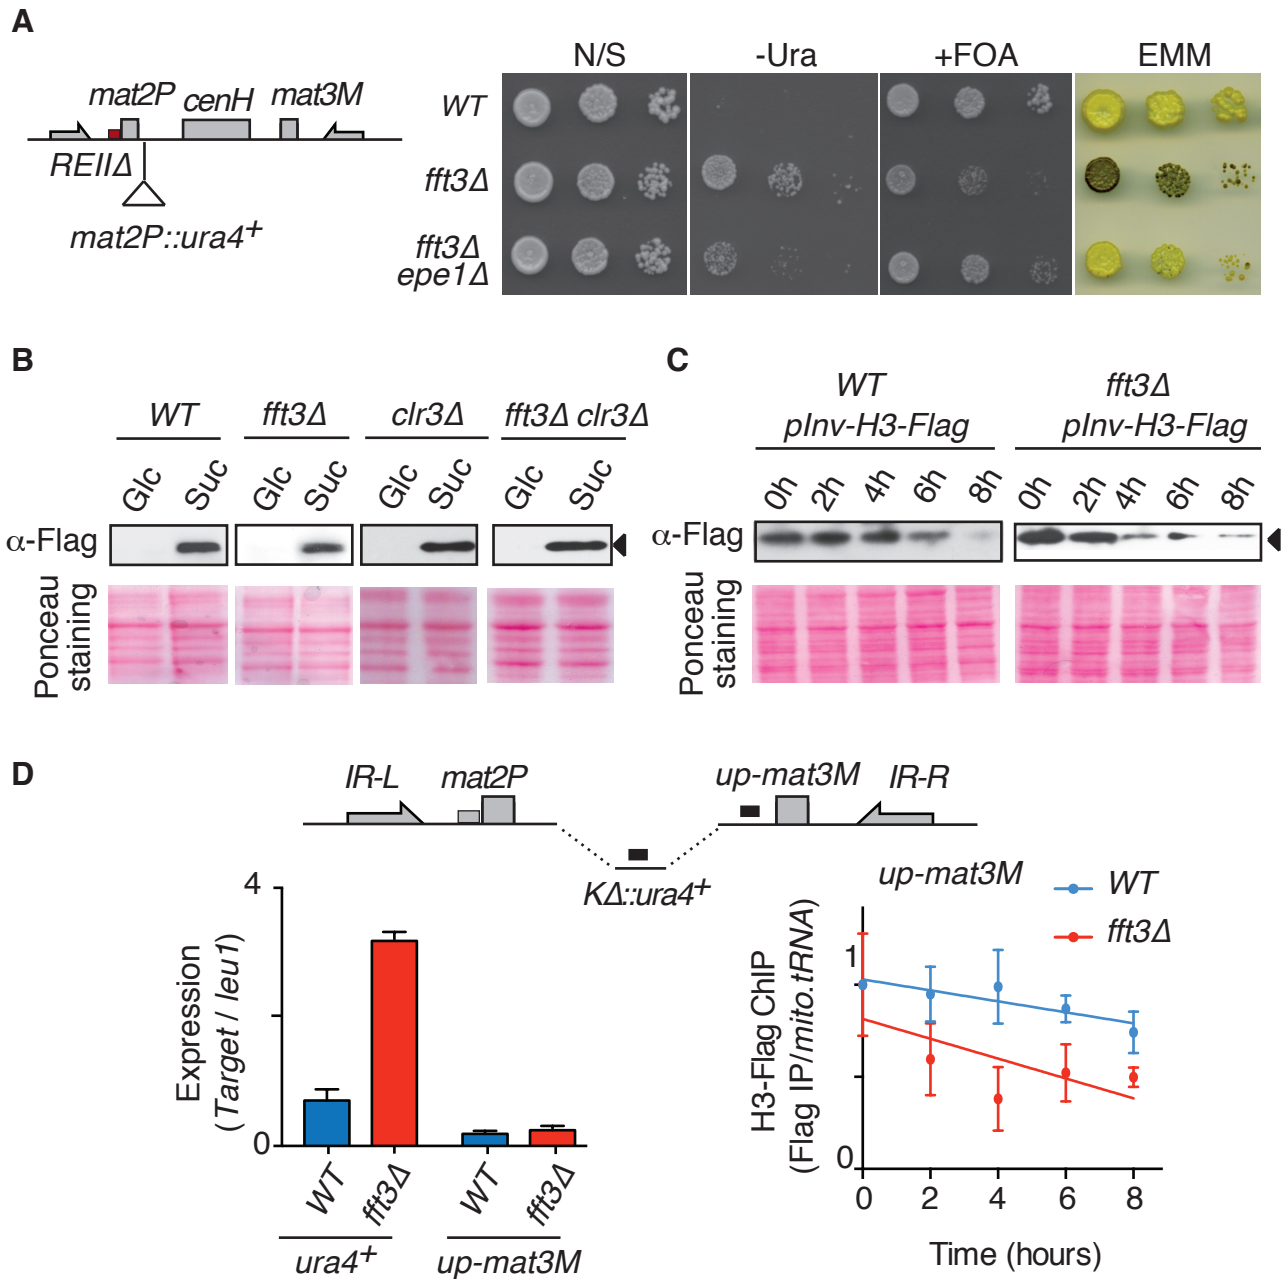 A
N/S -Ura +FOA EMM
mat2P cenH mat3M
REIIΔ
mat2P::ura4+
WT
fft3Δ
fft3Δ
epe1Δ
B
WT fft3Δ clr3Δ fft3Δ clr3Δ
Glc Suc Glc Suc Glc Suc Glc Suc
α-Flag
Ponceau
staining
C
WT fft3Δ
pInv-H3-Flag pInv-H3-Flag
0h 2h 4h 6h 8h 0h 2h 4h 6h 8h
α-Flag
Ponceau
staining
D
IR-L mat2P up-mat3M IR-R
KΔ::ura4+
Expression
(Target / leu1)
4
0
WT fft3Δ WT fft3Δ
ura4+ up-mat3M
up-mat3M
WT
fft3Δ
H3-Flag ChIP
(Flag IP/mito.tRNA)
1
0
0 2 4 6 8
Time (hours)